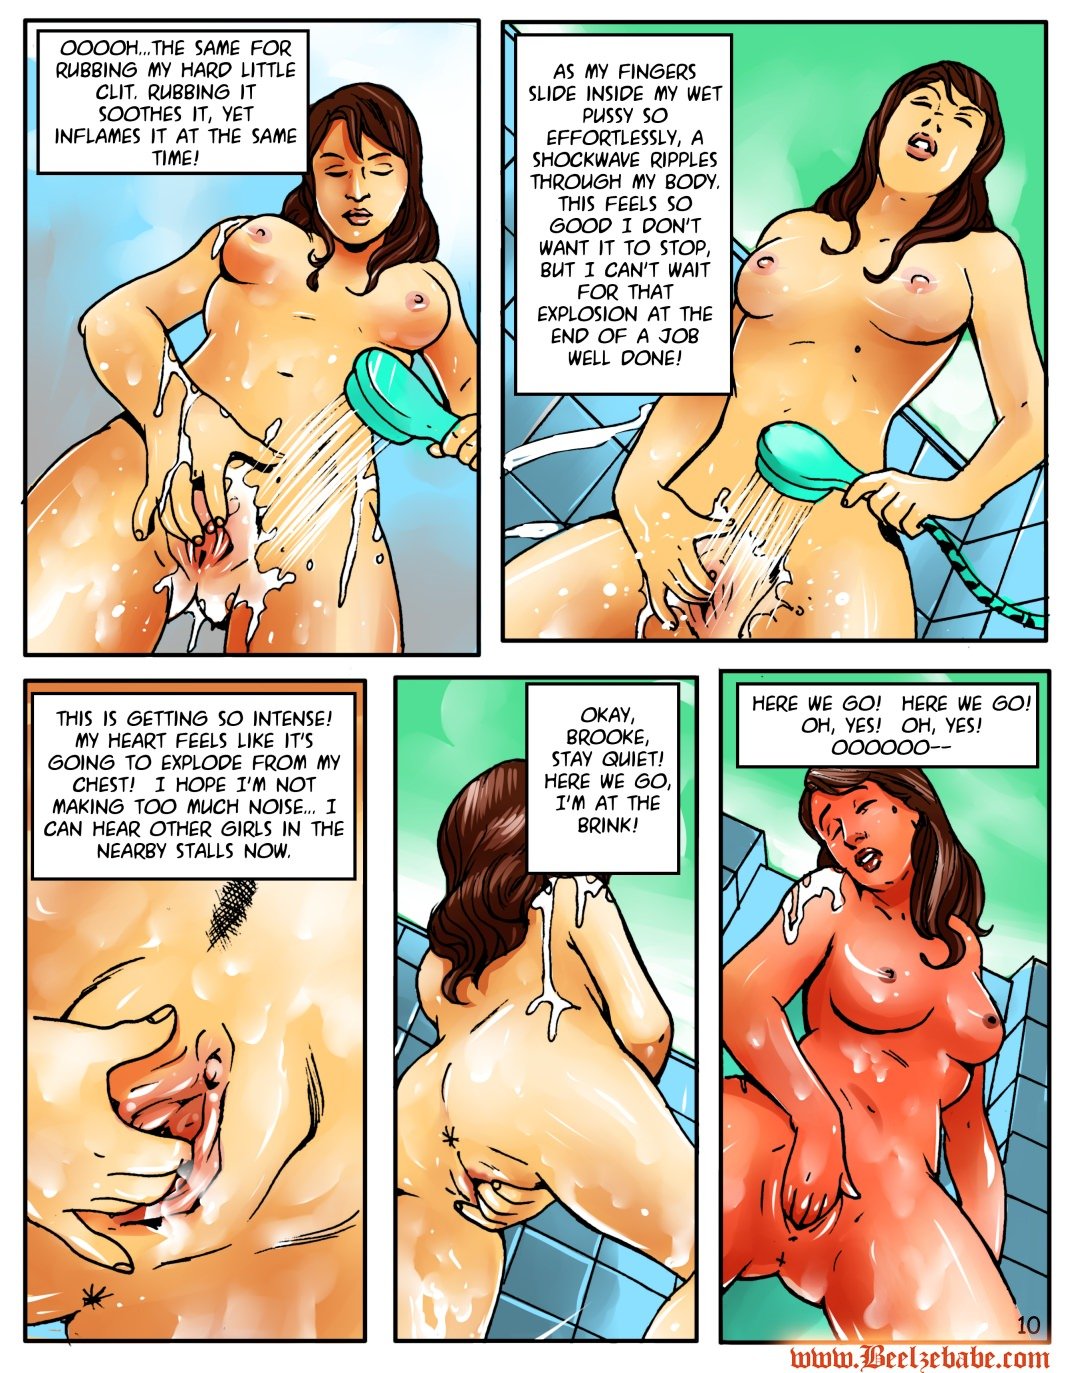 OOOOH...THE SAME FOR
RUBBING MY HARD LITTLE
CLIT. RUBBING IT
SOOTHES IT, YET
INFLAMES IT AT THE SAME
TIME!
AS MY FINGERS
SLIDE INSIDE MY WET
PUSSY SO
EFFORTLESSLY, A
SHOCKWAVE RIPPLES
THROUGH MY BODY.
THIS FEELS SO
GOOD I DON'T
WANT IT TO STOP,
BUT I CAN'T WAIT
FOR THAT
EXPLOSION AT THE
END OF A JOB
WELL DONE!
THIS IS GETTING SO INTENSE!
MY HEART FEELS LIKE IT'S
GOING TO EXPLODE FROM MY
CHEST! I HOPE I'M NOT
MAKING TOO MUCH NOISE... I
CAN HEAR OTHER GIRLS IN THE
NEARBY STALLS NOW.
OKAY,
BROOKE,
STAY QUIET!
HERE WE GO,
I'M AT THE
BRINK!
HERE WE GO! HERE WE GO!
OH, YES! OH, YES!
OOOOOO--
10
www.Beelzebabe.com